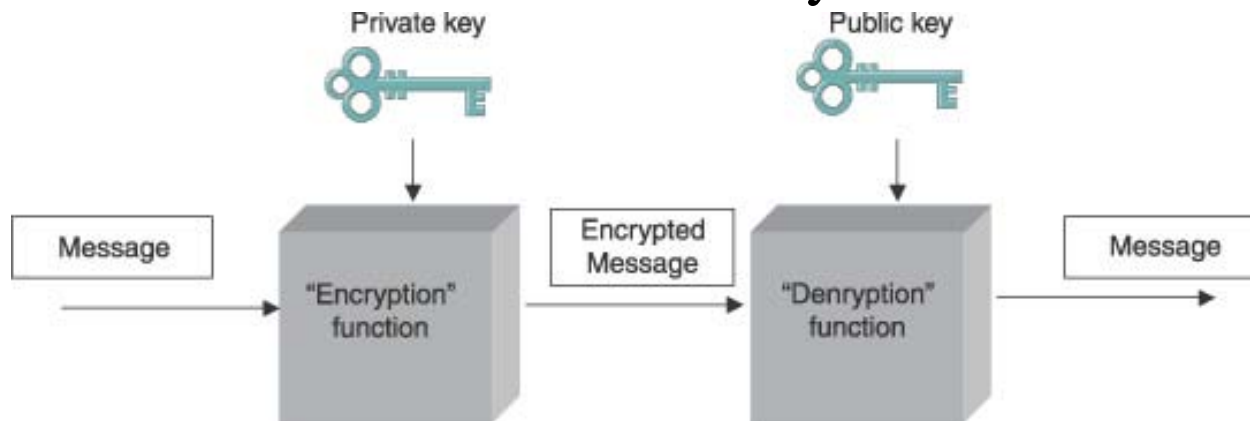 Private key
Public key
Message
Encrypted
Message
Message
“Encryption”
function
“Denryption”
function